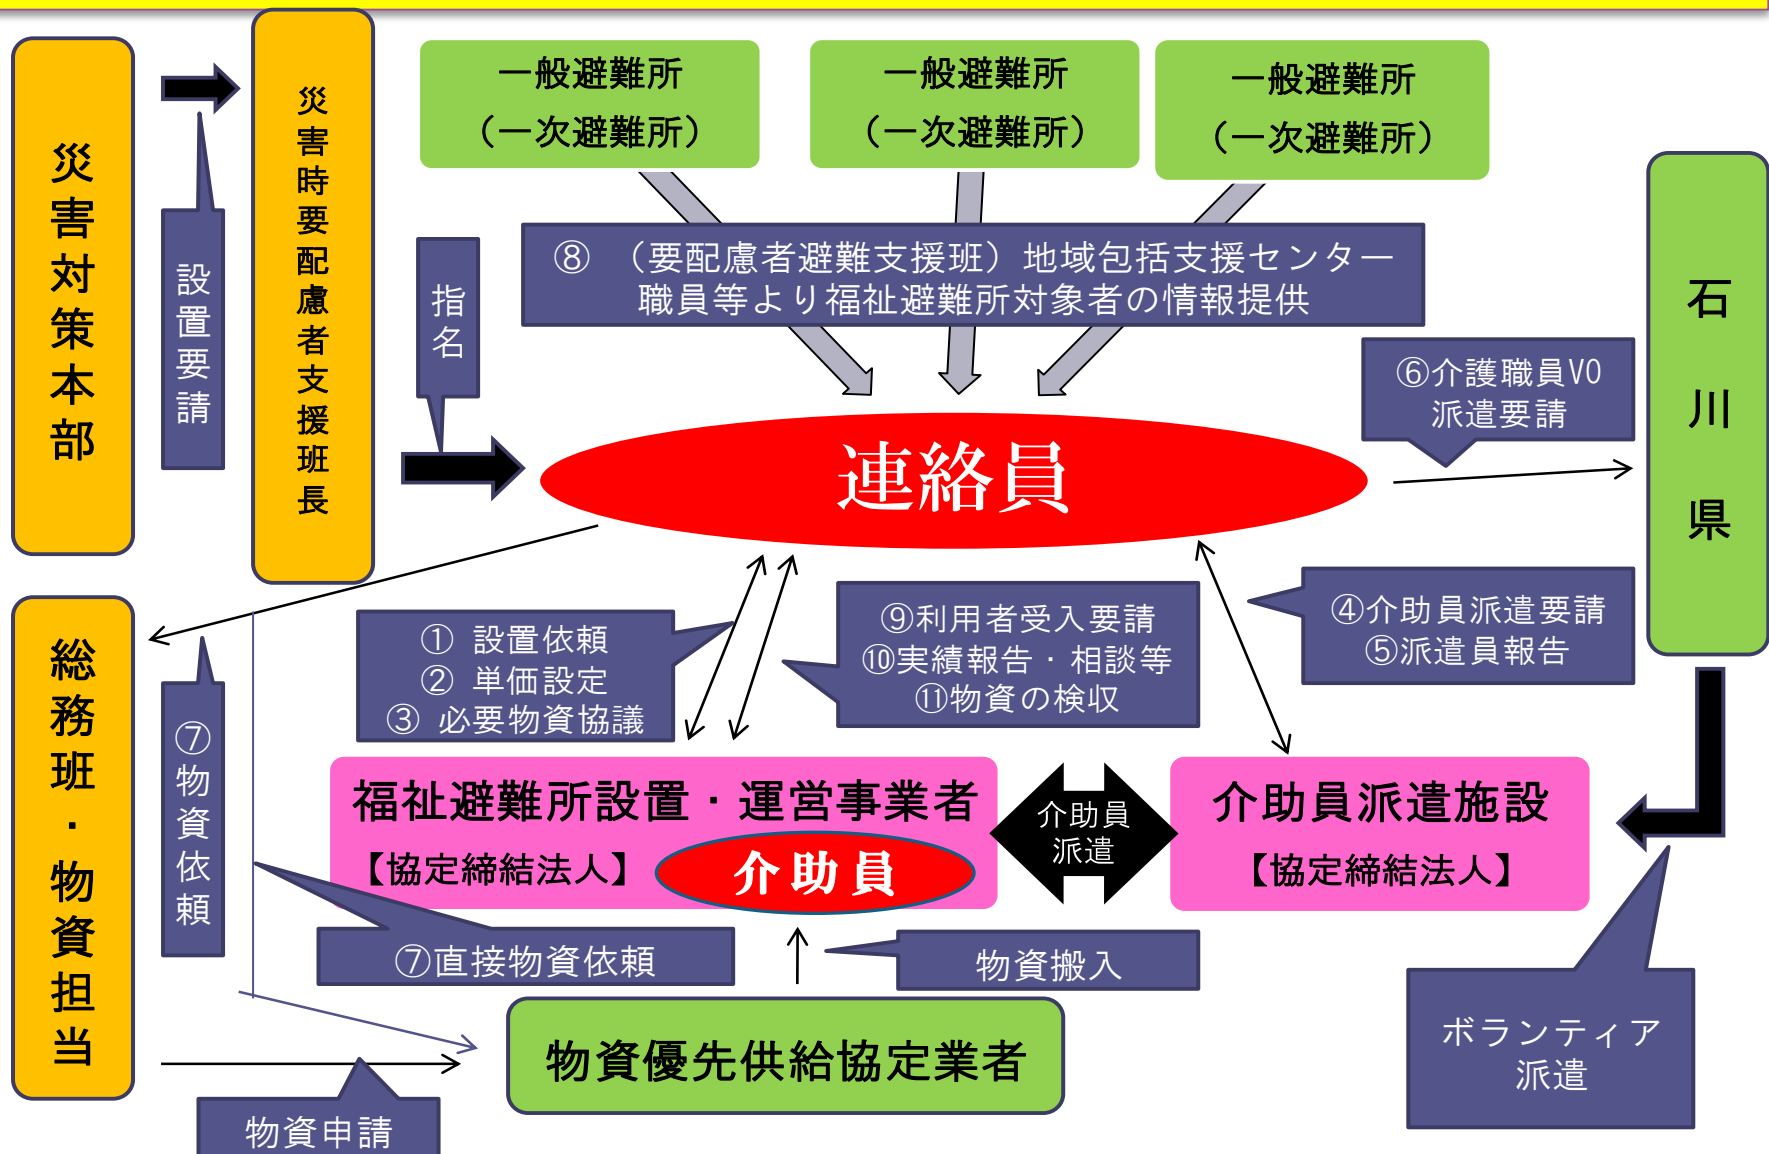 災害対策本部
設置要請
災害時要配慮者支援班長
一般避難所
（一次避難所）
一般避難所
（一次避難所）
一般避難所
（一次避難所）
指名
⑧ （要配慮者避難支援班）地域包括支援センター
職員等より福祉避難所対象者の情報提供
石川県
⑥介護職員VO
派遣要請
連絡員
総務班・物資担当
⑦物資依頼
① 設置依頼
② 単価設定
③ 必要物資協議
⑨利用者受入要請
⑩実績報告・相談等
⑪物資の検収
④介助員派遣要請
⑤派遣員報告
福祉避難所設置・運営事業者
【協定締結法人】
介助員
介助員
派遣
介助員派遣施設
【協定締結法人】
⑦直接物資依頼
物資搬入
物資優先供給協定業者
ボランティア
派遣
物資申請